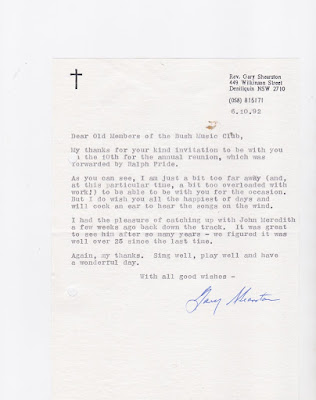 Rev. Gary Shearston
449 Wilkinson Street
Deniliquin NSW 2710
(058) 815171
6.10.92
Dear Old Members of the Bush Music Club,
My thanks for your kind invitation to be with you
the 10th for the annual reunion, which was
forwarded by Ralph Pride.
As you can see, I am just a bit too far away (and,
at this particular time, a bit too overloaded with
work!) to be able to be with you for the occasion.
But I do wish you all the happiest of days and
will cock an ear to hear the songs on the wind.
I had the pleasure of catching up with John Meredith
a few weeks ago back down the track. It was great
to see him after so many years - we figured it was
well over 25 since the last time.
Again, my thanks. Sing well, play well and have
a wonderful day.
With all good wishes -
Gary Shearston